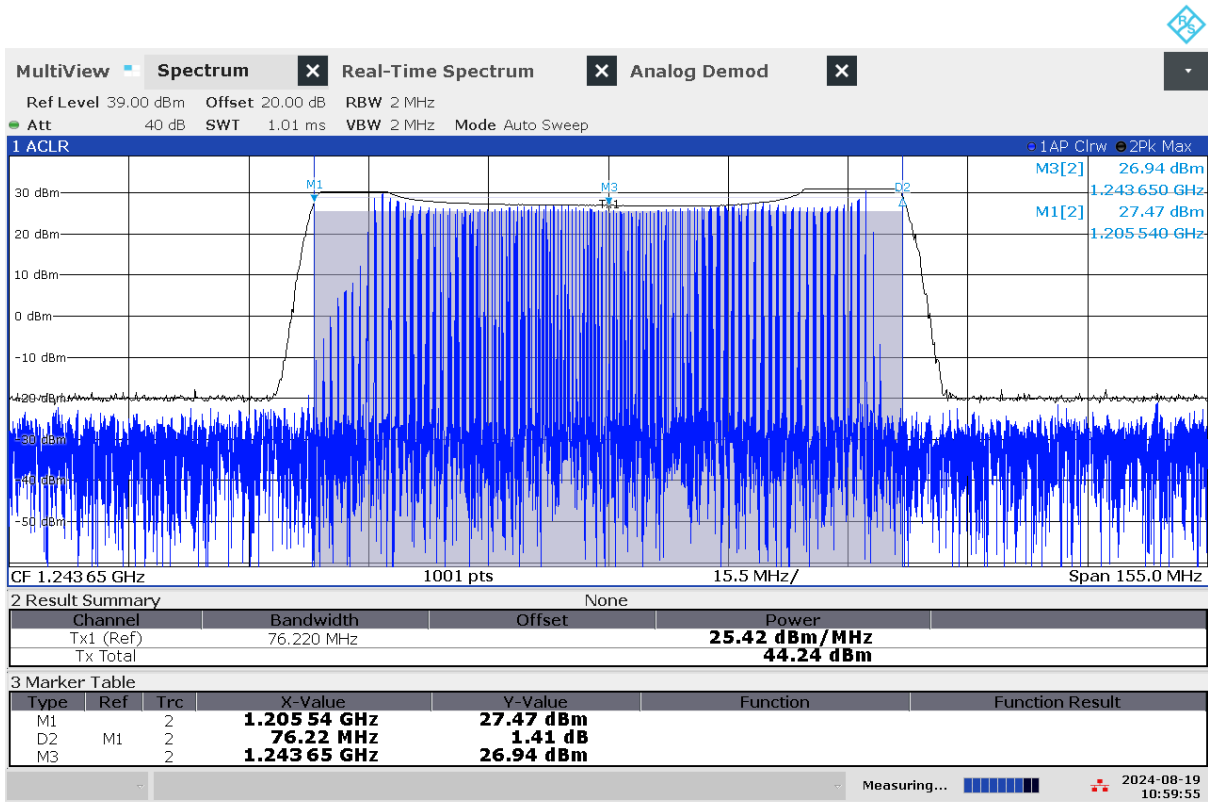 R&S
MultiView Spectrum X Real-Time Spectrum X Analog Demod X
Ref Level 39.00 dBm Offset 20.00 dB RBW 2 MHz
Att 40 dB SWT 1.01 ms VBW 2 MHz Mode Auto Sweep
1 ACLR 1AP Clrw 2Pk Max
M3[2] 26.94 dBm
1.243 650 GHz
M1[2] 27.47 dBm
1.205 540 GHz
M1 M3 D2
30 dBm
20 dBm
10 dBm
0 dBm
-10 dBm
-20 dBm
-30 dBm
-40 dBm
-50 dBm
CF 1.243 65 GHz 1001 pts 15.5 MHz/ Span 155.0 MHz
2 Result Summary None
Channel Bandwidth Offset Power
Tx1 (Ref) 76.220 MHz 25.42 dBm/MHz
Tx Total 44.24 dBm
3 Marker Table
Type Ref Trc X-Value Y-Value Function Function Result
M1 2 1.205 54 GHz 27.47 dBm
D2 M1 2 76.22 MHz 1.41 dB
M3 2 1.243 65 GHz 26.94 dBm
Measuring... 2024-08-19
10:59:55